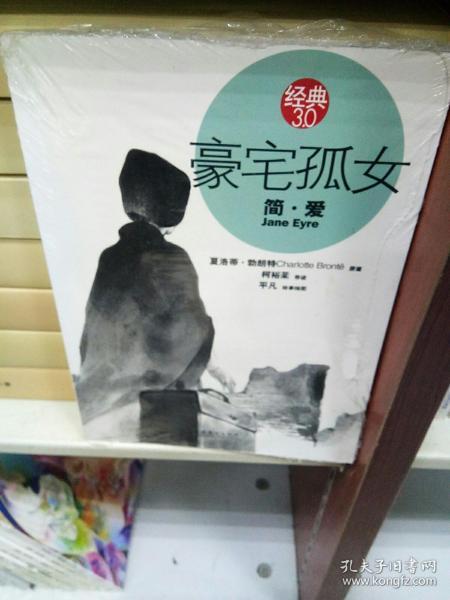 经典
3.0
豪宅孤女
简·爱
Jane Eyre
夏洛蒂·勃朗特Charlotte Brontë 原著
柯裕棻 导读
平凡 故事绘图
孔夫子旧书网
www.kongfz.com